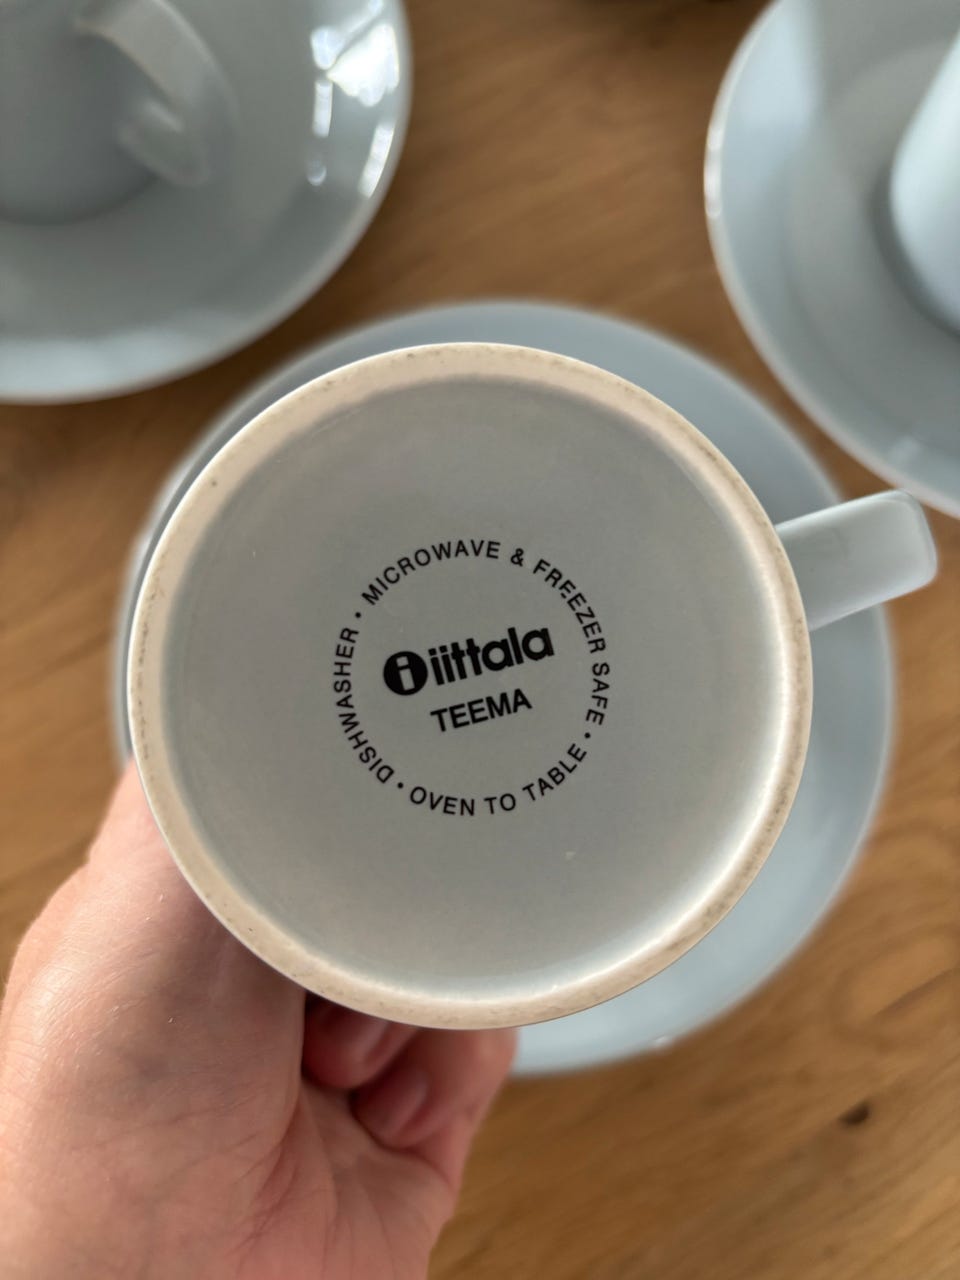 • MICROWAVE & FREEZER SAFE • OVEN TO TABLE • DISHWASHER
i iittala
TEEMA